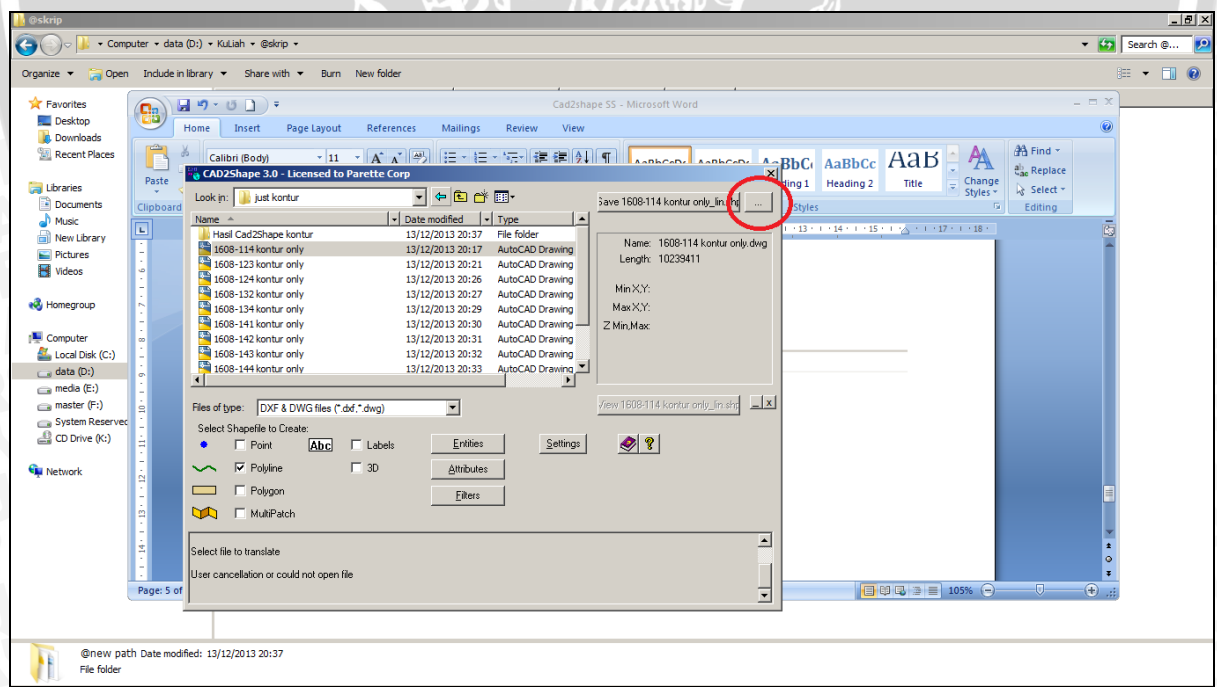 @skrip
Computer ▾ data (D:) ▾ KuLiah ▾ @skrip ▾
Search @...
Organize ▾ Open Include in library ▾ Share with ▾ Burn New folder
Favorites
Desktop
Downloads
Recent Places
Libraries
Documents
Music
New Library
Pictures
Videos
Homegroup
Computer
Local Disk (C:)
data (D:)
media (E:)
master (F:)
System Reserved
CD Drive (K:)
Network
Cad2shape SS - Microsoft Word
Home Insert Page Layout References Mailings Review View
Paste
Clipboard
Calibri (Body) 11
AaBbC AaBbCc AaB
Heading 2 Title
Change
Styles ▾
Styles
Find ▾
Replace
Select ▾
Editing
13 14 15 17 18
CAD2Shape 3.0 - Licensed to Parette Corp
Look in: just kontur
Save 1608-114 kontur only_lin.shp ...
Name Date modified Type
Hasil Cad2Shape kontur 13/12/2013 20:37 File folder
1608-114 kontur only 13/12/2013 20:17 AutoCAD Drawing
1608-123 kontur only 13/12/2013 20:21 AutoCAD Drawing
1608-124 kontur only 13/12/2013 20:26 AutoCAD Drawing
1608-132 kontur only 13/12/2013 20:27 AutoCAD Drawing
1608-134 kontur only 13/12/2013 20:29 AutoCAD Drawing
1608-141 kontur only 13/12/2013 20:30 AutoCAD Drawing
1608-142 kontur only 13/12/2013 20:31 AutoCAD Drawing
1608-143 kontur only 13/12/2013 20:32 AutoCAD Drawing
1608-144 kontur only 13/12/2013 20:33 AutoCAD Drawing
Name: 1608-114 kontur only.dwg
Length: 10239411
Min X,Y:
Max X,Y:
Z Min,Max:
Files of type: DXF & DWG files (*.dxf,*.dwg)
View 1608-114 kontur only_lin.shp
Select Shapefile to Create:
Point Abc Labels Entities Settings
Polyline 3D Attributes
Polygon Filters
MultiPatch
Select file to translate
User cancellation or could not open file
Page: 5 of
105%
@new path Date modified: 13/12/2013 20:37
File folder